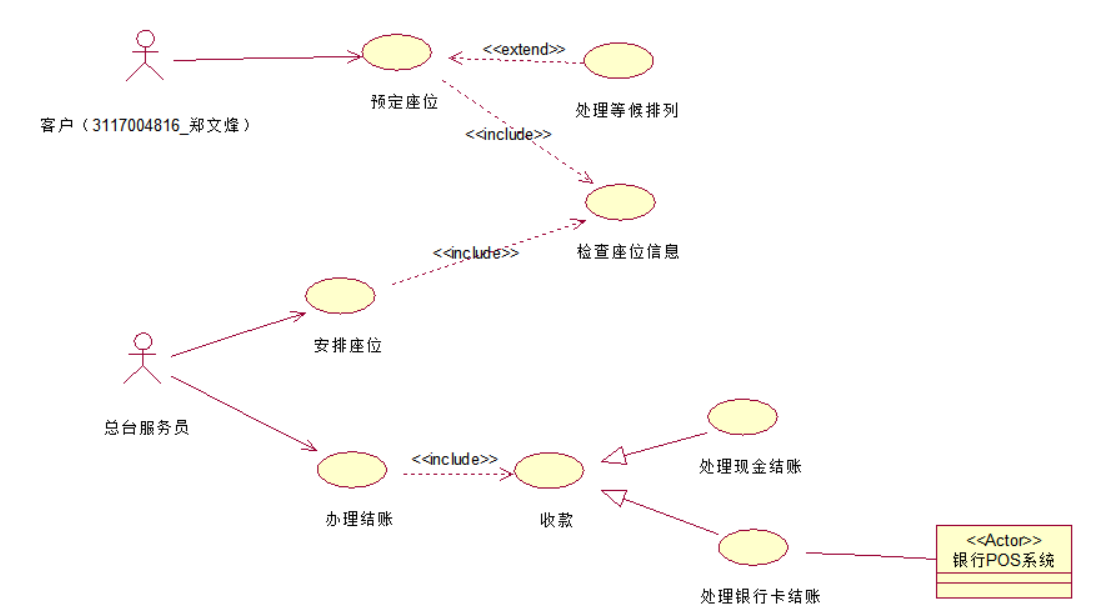 <<extend>>
预定座位
处理等候排列
客户（3117004816_郑文烽）
<<include>>
<<include>>
检查座位信息
安排座位
总台服务员
<<include>>
处理现金结账
办理结账
收款
<<Actor>>
银行POS系统
处理银行卡结账